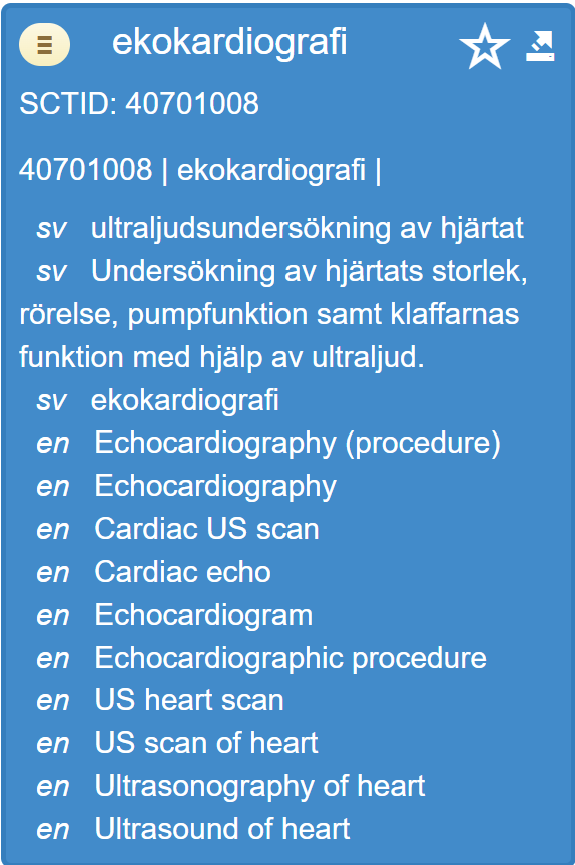 ekokardiografi
SCTID: 40701008
40701008 | ekokardiografi |
sv ultraljudsundersökning av hjärtat
sv Undersökning av hjärtats storlek,
rörelse, pumpfunktion samt klaffarnas
funktion med hjälp av ultraljud.
sv ekokardiografi
en Echocardiography (procedure)
en Echocardiography
en Cardiac US scan
en Cardiac echo
en Echocardiogram
en Echocardiographic procedure
en US heart scan
en US scan of heart
en Ultrasonography of heart
en Ultrasound of heart